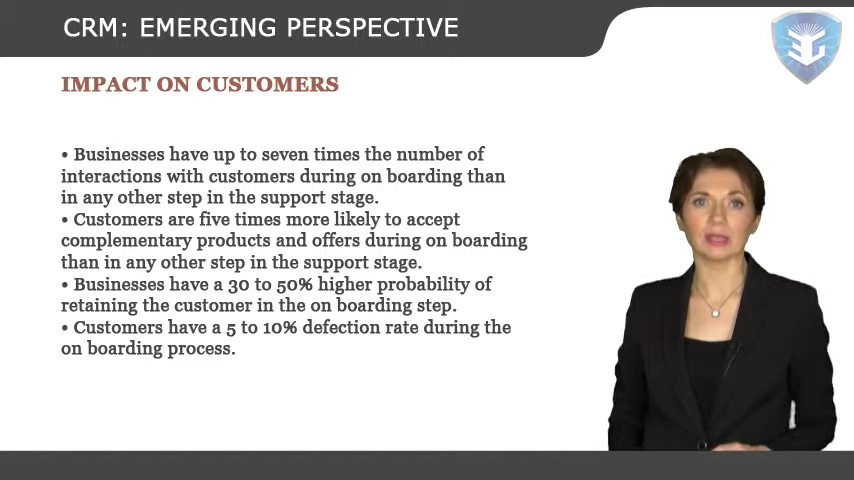 CRM: EMERGING PERSPECTIVE
IMPACT ON CUSTOMERS
• Businesses have up to seven times the number of
interactions with customers during on boarding than
in any other step in the support stage.
• Customers are five times more likely to accept
complementary products and offers during on boarding
than in any other step in the support stage.
• Businesses have a 30 to 50% higher probability of
retaining the customer in the on boarding step.
• Customers have a 5 to 10% defection rate during the
on boarding process.